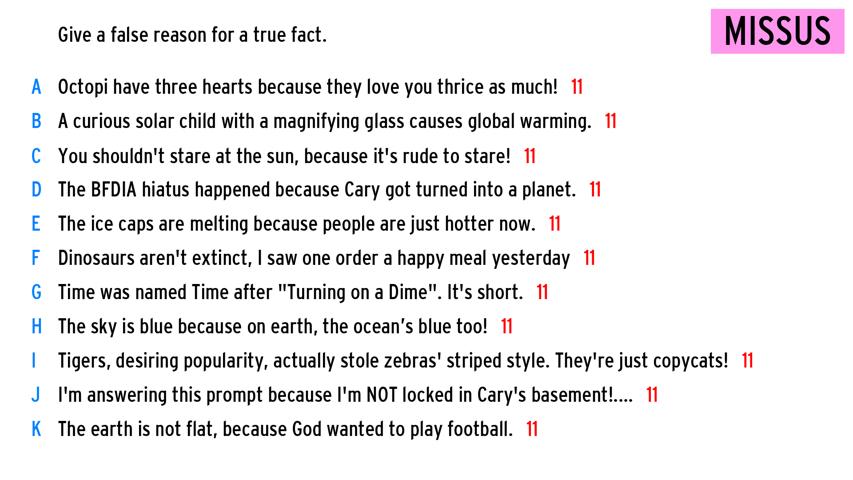 Give a false reason for a true fact.
MISSUS
A Octopi have three hearts because they love you thrice as much! 11
B A curious solar child with a magnifying glass causes global warming. 11
C You shouldn't stare at the sun, because it's rude to stare! 11
D The BFDIA hiatus happened because Cary got turned into a planet. 11
E The ice caps are melting because people are just hotter now. 11
F Dinosaurs aren't extinct, I saw one order a happy meal yesterday 11
G Time was named Time after "Turning on a Dime". It's short. 11
H The sky is blue because on earth, the ocean’s blue too! 11
I Tigers, desiring popularity, actually stole zebras' striped style. They're just copycats! 11
J I'm answering this prompt because I'm NOT locked in Cary's basement!.... 11
K The earth is not flat, because God wanted to play football. 11